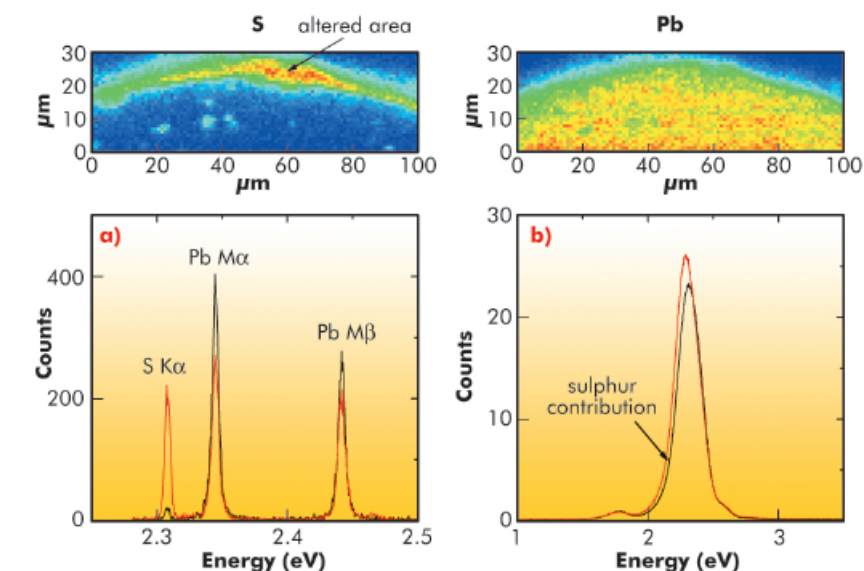 S
altered area
Pb
30
20
10
0
µm
0 20 40 60 80 100
µm
30
20
10
0
µm
0 20 40 60 80 100
µm
a)
Pb Mα
Pb Mβ
S Kα
400
200
0
Counts
2.3 2.4 2.5
Energy (eV)
b)
30
20
10
0
Counts
sulphur
contribution
1 2 3
Energy (eV)